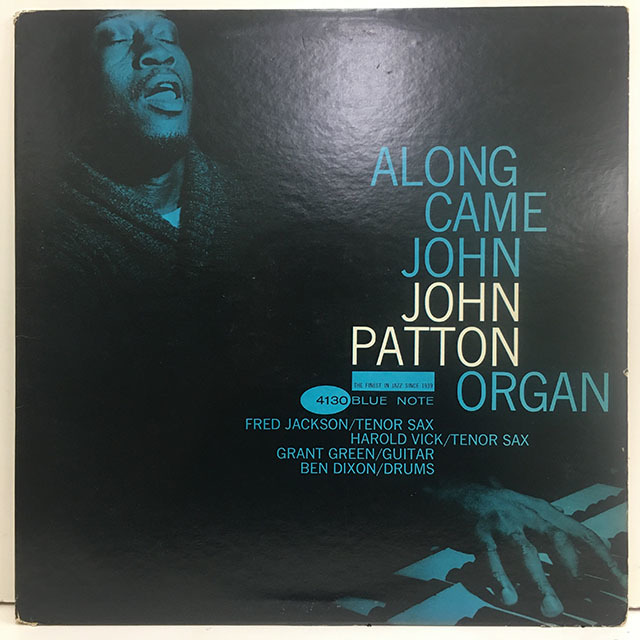 ALONG
CAME
JOHN
JOHN
PATTON
ORGAN
THE FINEST IN JAZZ SINCE 1939
4130 BLUE NOTE
FRED JACKSON/TENOR SAX
HAROLD VICK/TENOR SAX
GRANT GREEN/GUITAR
BEN DIXON/DRUMS